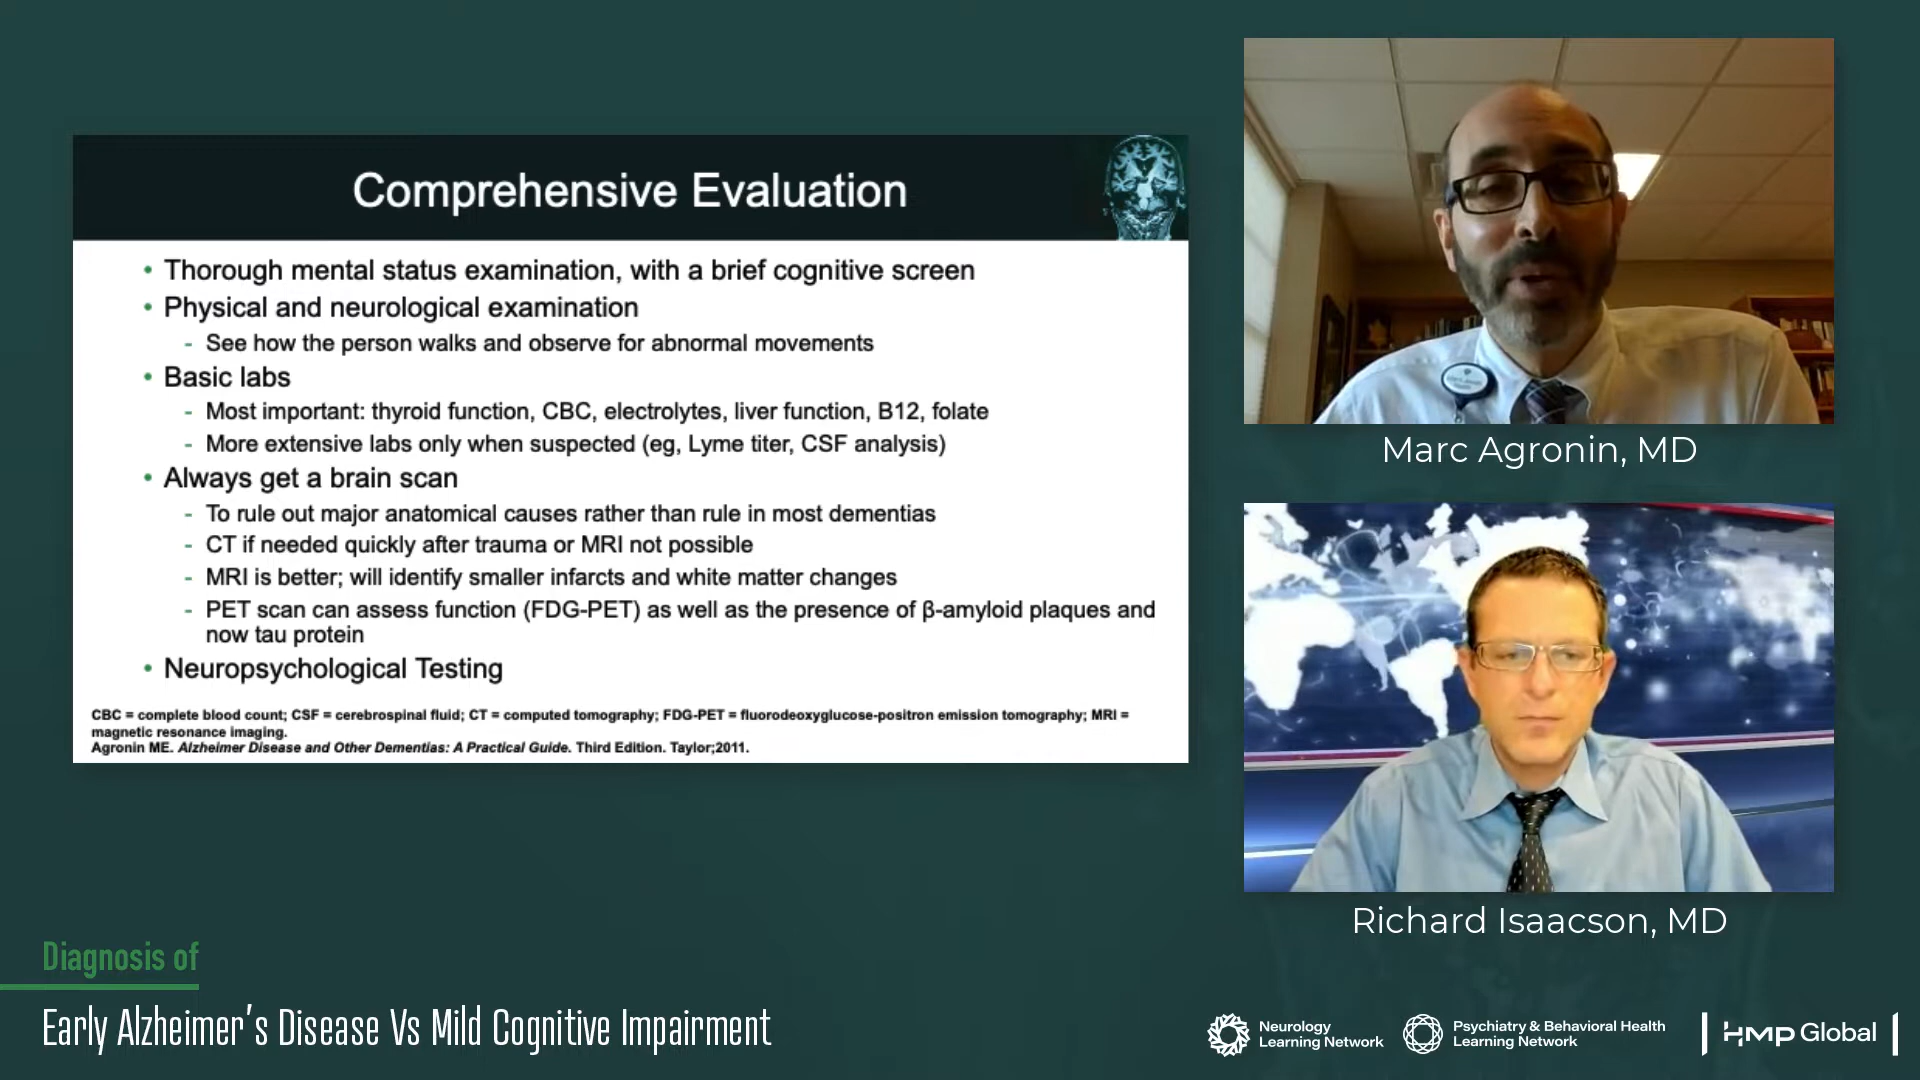 Comprehensive Evaluation
• Thorough mental status examination, with a brief cognitive screen
• Physical and neurological examination
- See how the person walks and observe for abnormal movements
• Basic labs
- Most important: thyroid function, CBC, electrolytes, liver function, B12, folate
- More extensive labs only when suspected (eg, Lyme titer, CSF analysis)
• Always get a brain scan
- To rule out major anatomical causes rather than rule in most dementias
- CT if needed quickly after trauma or MRI not possible
- MRI is better; will identify smaller infarcts and white matter changes
- PET scan can assess function (FDG-PET) as well as the presence of β-amyloid plaques and
now tau protein
• Neuropsychological Testing
CBC = complete blood count; CSF = cerebrospinal fluid; CT = computed tomography; FDG-PET = fluorodeoxyglucose-positron emission tomography; MRI =
magnetic resonance imaging.
Agronin ME. Alzheimer Disease and Other Dementias: A Practical Guide. Third Edition. Taylor;2011.
Marc Agronin, MD
Richard Isaacson, MD
Diagnosis of
Early Alzheimer's Disease Vs Mild Cognitive Impairment
Neurology
Learning Network
Psychiatry & Behavioral Health
Learning Network
HMP Global